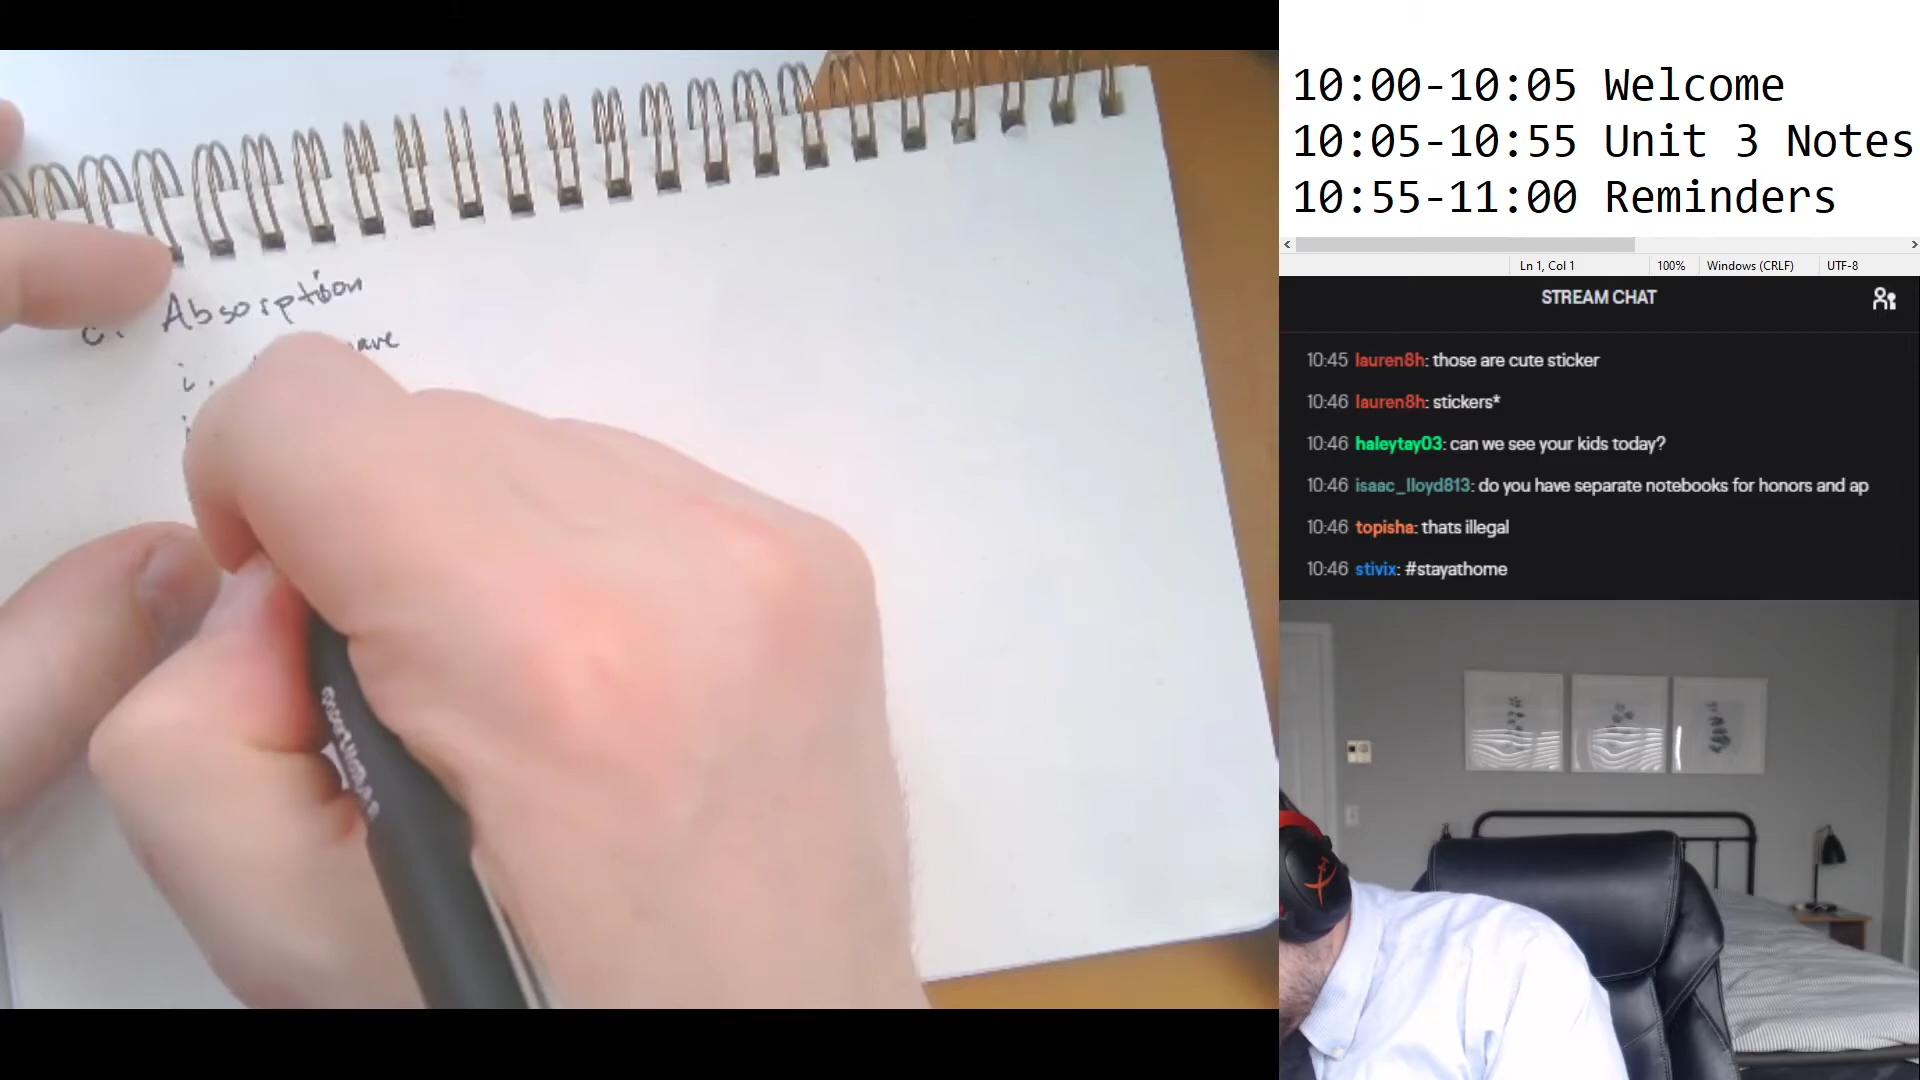 c. Absorption
i.
10:00-10:05 Welcome
10:05-10:55 Unit 3 Notes
10:55-11:00 Reminders
Ln 1, Col 1 100% Windows (CRLF) UTF-8
STREAM CHAT
10:45 lauren8h: those are cute sticker
10:46 lauren8h: stickers*
10:46 haleytay03: can we see your kids today?
10:46 isaac_lloyd813: do you have separate notebooks for honors and ap
10:46 topisha: thats illegal
10:46 stivix: #stayathome